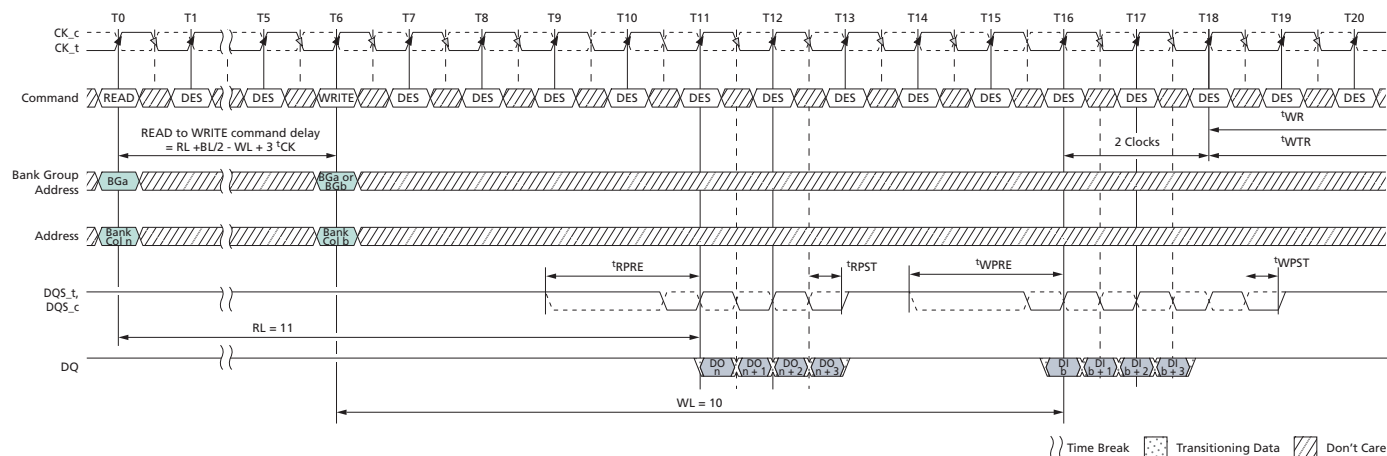 T0 T1 T5 T6 T7 T8 T9 T10 T11 T12 T13 T14 T15 T16 T17 T18 T19 T20
CK_c
CK_t
Command READ DES DES WRITE DES DES DES DES DES DES DES DES DES DES DES DES DES DES
tWR
READ to WRITE command delay
= RL +BL/2 - WL + 3 tCK
2 Clocks
tWTR
Bank Group
Address
BGa
BGa or
BGb
Address
Bank
Col n
Bank
Col b
tRPRE
tRPST
tWPRE
tWPST
DQS_t,
DQS_c
RL = 11
DQ
DO
n
DO
n + 1
DO
n + 2
DO
n + 3
DI
b
DI
b + 1
DI
b + 2
DI
b + 3
WL = 10
Time Break Transitioning Data Don't Care